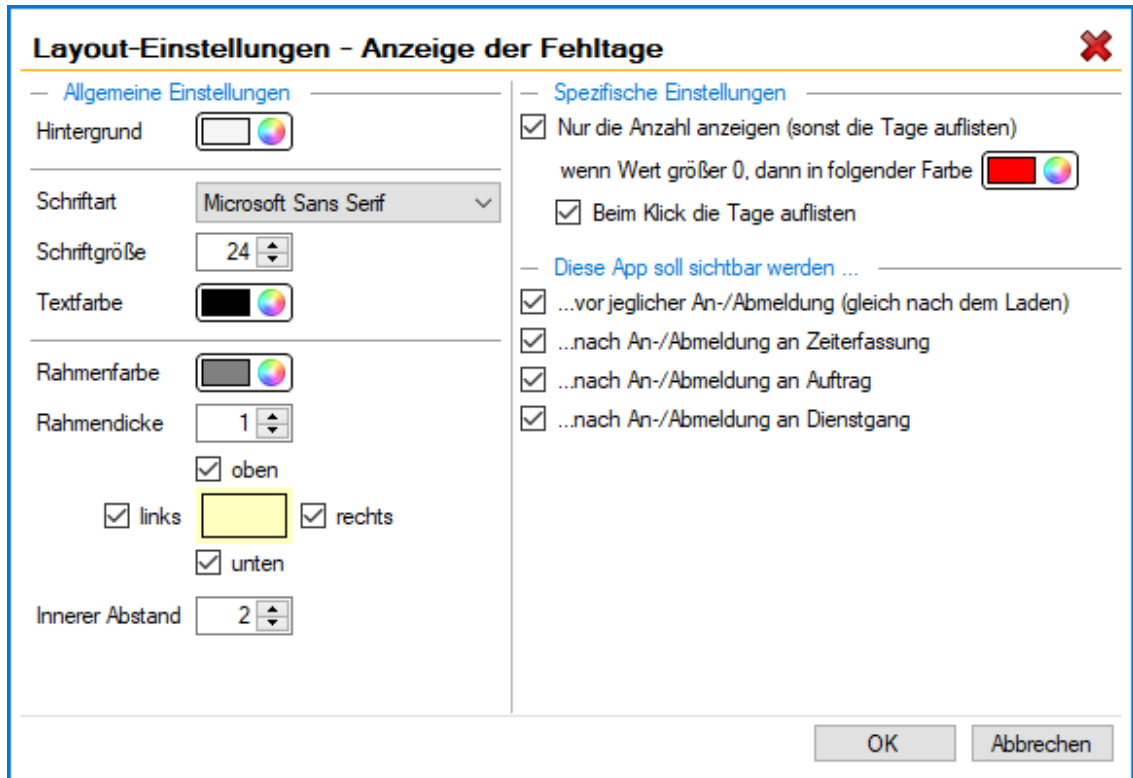 Layout-Einstellungen - Anzeige der Fehltage
Allgemeine Einstellungen
Hintergrund
Schriftart
Microsoft Sans Serif
Schriftgröße
24
Textfarbe
Rahmenfarbe
Rahmendicke
1
oben
links
rechts
unten
Innerer Abstand
2
Spezifische Einstellungen
Nur die Anzahl anzeigen (sonst die Tage auflisten)
wenn Wert größer 0, dann in folgender Farbe
Beim Klick die Tage auflisten
Diese App soll sichtbar werden ...
...vor jeglicher An-/Abmeldung (gleich nach dem Laden)
...nach An-/Abmeldung an Zeiterfassung
...nach An-/Abmeldung an Auftrag
...nach An-/Abmeldung an Dienstgang
OK
Abbrechen